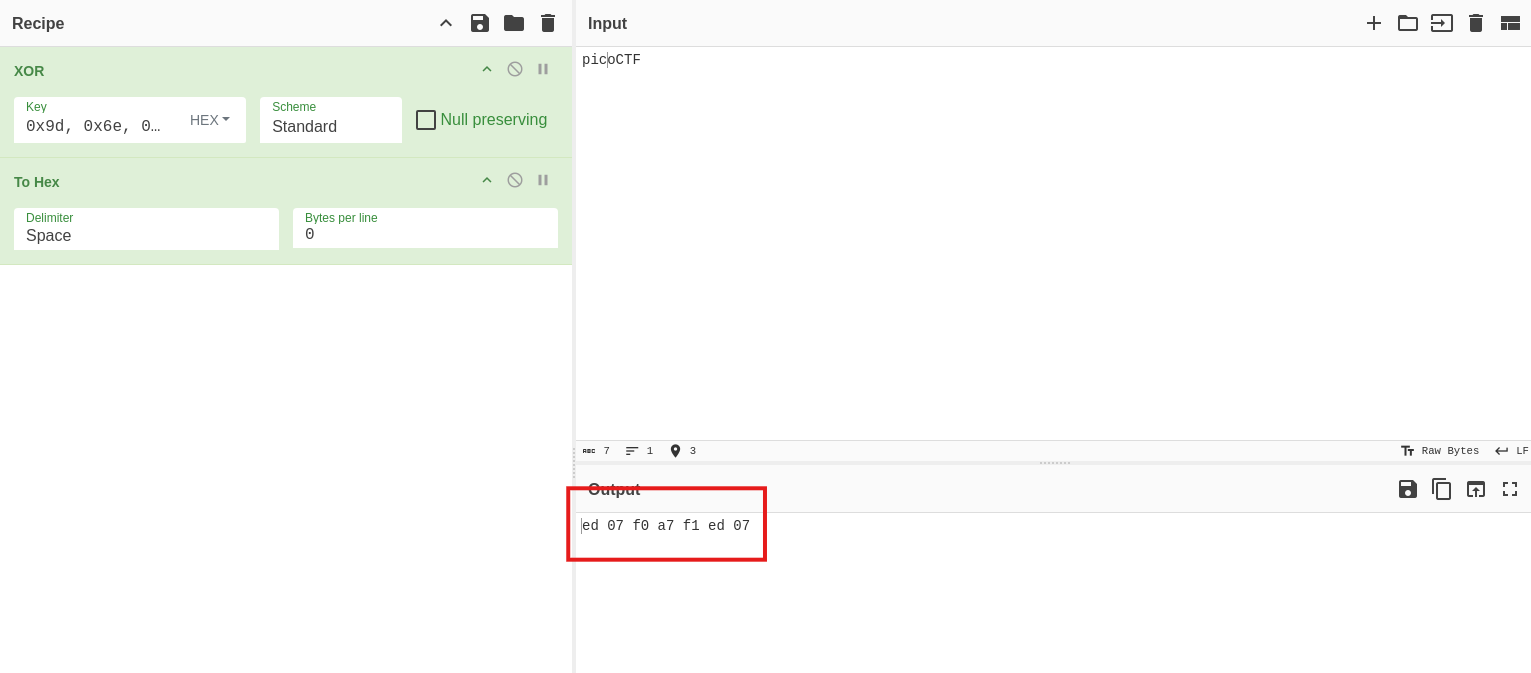 Recipe
XOR
Key
0x9d, 0x6e, 0…
HEX
Scheme
Standard
Null preserving
To Hex
Delimiter
Space
Bytes per line
0
Input
picoCTF
ABC 7 1 3
Raw Bytes LF
Output
ed 07 f0 a7 f1 ed 07